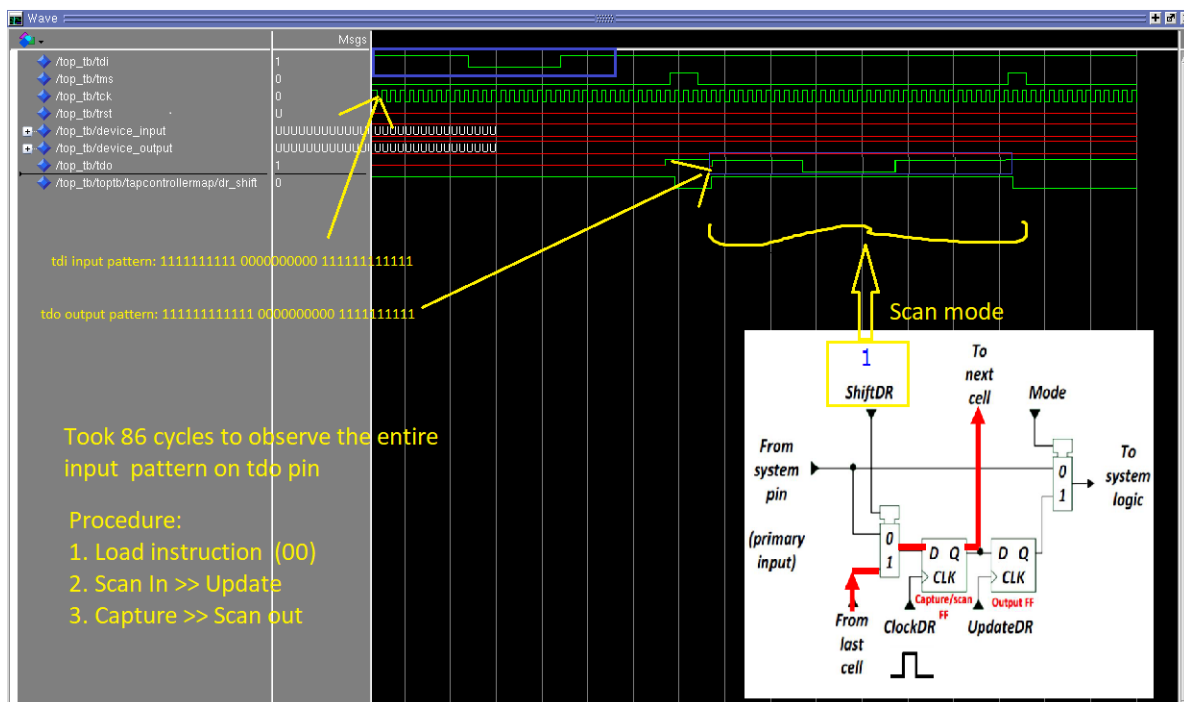 Wave
Msgs
/top_tb/tdi 1
/top_tb/tms 0
/top_tb/tck 0
/top_tb/trst U
/top_tb/device_input UUUUUUUUUUUU UUUUUUUUUUUUUUUU
/top_tb/device_output UUUUUUUUUUUU UUUUUUUUUUUUUUUU
/top_tb/tdo 1
/top_tb/toptb/tapcontrollermap/dr_shift 0
tdi input pattern: 1111111111 0000000000 111111111111
tdo output pattern: 111111111111 0000000000 1111111111
Scan mode
Took 86 cycles to observe the entire
input pattern on tdo pin
Procedure:
1. Load instruction (00)
2. Scan In >> Update
3. Capture >> Scan out
1
ShiftDR
To
next
cell
Mode
From
system
pin
(primary
input)
0
1
D Q
CLK
Capture/scan
FF
D Q
CLK
Output FF
0
1
To
system
logic
From
last
cell
ClockDR
UpdateDR